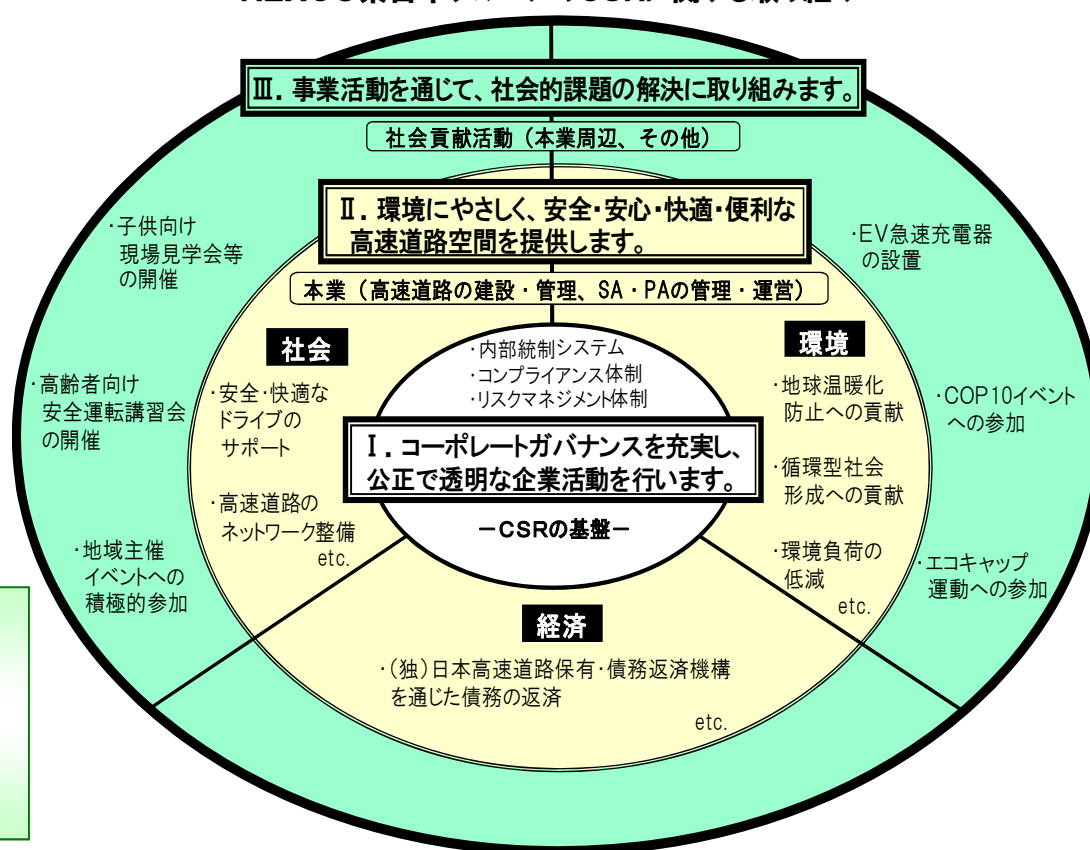 Ⅲ．事業活動を通じて、社会的課題の解決に取り組みます。
社会貢献活動（本業周辺、その他）
Ⅱ．環境にやさしく、安全・安心・快適・便利な
高速道路空間を提供します。
本業（高速道路の建設・管理、SA・PAの管理・運営）
・子供向け
現場見学会等
の開催
・高齢者向け
安全運転講習会
の開催
・地域主催
イベントへの
積極的参加
社会
・安全・快適な
ドライブの
サポート
・高速道路の
ネットワーク整備
etc.
・内部統制システム
・コンプライアンス体制
・リスクマネジメント体制
Ⅰ．コーポレートガバナンスを充実し、
公正で透明な企業活動を行います。
－CSRの基盤－
環境
・地球温暖化
防止への貢献
・循環型社会
形成への貢献
・環境負荷の
低減
etc.
・EV急速充電器
の設置
・COP10イベント
への参加
・エコキャップ
運動への参加
経済
・(独)日本高速道路保有・債務返済機構
を通じた債務の返済
etc.